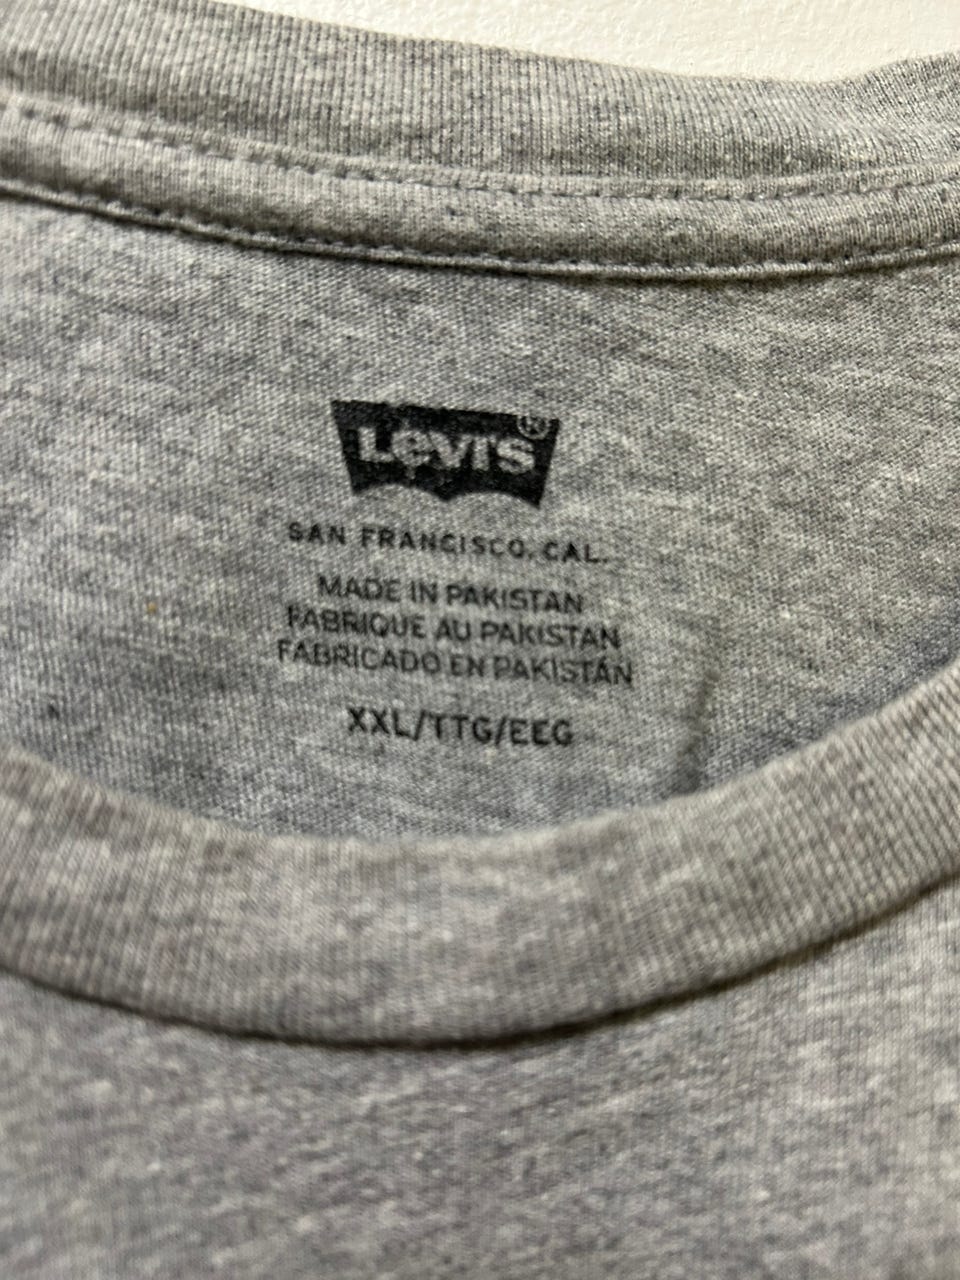 Levi's®
SAN FRANCISCO, CAL.
MADE IN PAKISTAN
FABRIQUE AU PAKISTAN
FABRICADO EN PAKISTÁN
XXL/TTG/EEG